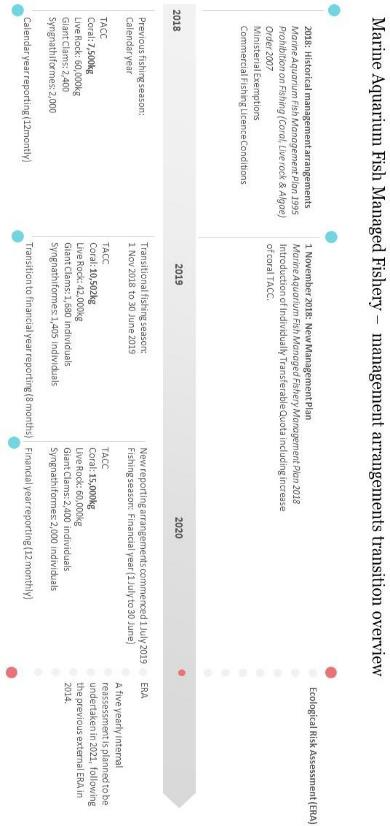 Marine Aquarium Fish Managed Fishery – management arrangements transition overview
2018: Historical management arrangements
Marine Aquarium Fish Management Plan 1995
Prohibition on Fishing (Coral, Live rock & Algae)
Order 2007
Ministerial Exemptions
Commercial Fishing Licence Conditions
1 November 2018: New Management Plan
Marine Aquarium Fish Managed Fishery Management Plan 2018
Introduction of Individually Transferable Quota including increase
of coral TACC.
Ecological Risk Assessment (ERA)
2018
2019
2020
Previous fishing season:
Calendar year
TACC
Coral: 7,500kg
Live Rock: 60,000kg
Giant Clams: 2,400
Syngnathiformes: 2,000
Calendar year reporting (12montly)
Transitional fishing season:
1 Nov 2018 to 30 June 2019
TACC
Coral: 10,502kg
Live Rock: 42,000kg
Giant Clams: 1,680 individuals
Syngnathiformes: 1,405 individuals
Transition to financial year reporting (8 months)
New reporting arrangements commenced 1 July 2019
Fishing season: Financial year (1 July to 30 June)
TACC
Coral: 15,000kg
Live Rock: 60,000kg
Giant Clams: 2,400 individuals
Syngnathiformes: 2,000 individuals
Financial year reporting (12 monthly)
ERA
A five yearly internal
reassessment is planned to be
undertaken in 2021, following
the previous external ERA in
2014.